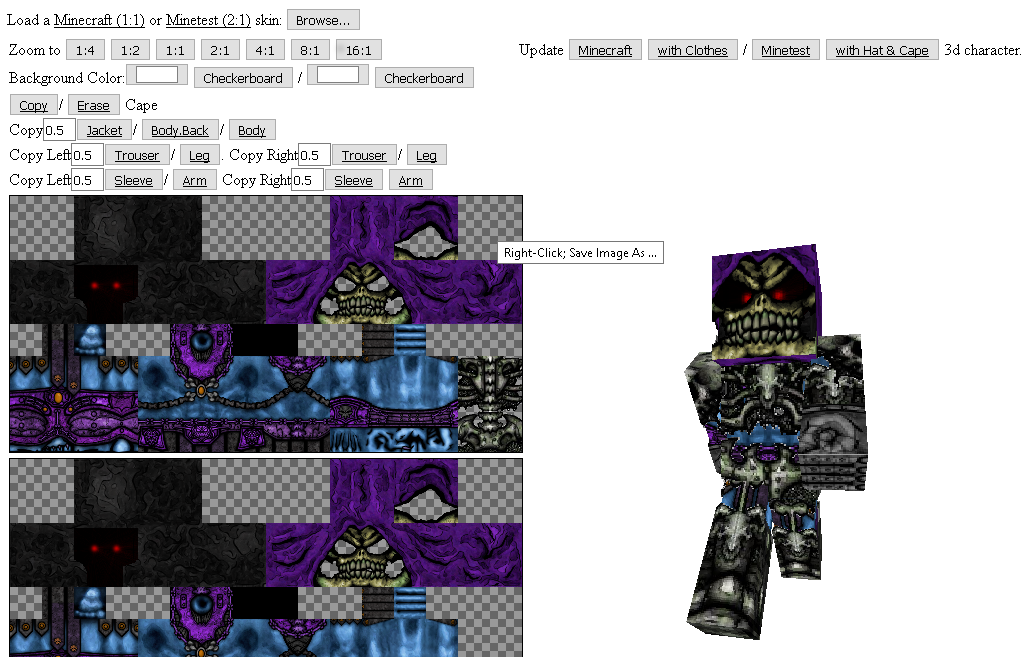 Load a Minecraft (1:1) or Minetest (2:1) skin: Browse...
Zoom to 1:4 1:2 1:1 2:1 4:1 8:1 16:1 Update Minecraft with Clothes / Minetest with Hat & Cape 3d character.
Background Color: Checkerboard / Checkerboard
Copy / Erase Cape
Copy 0.5 Jacket / Body.Back / Body
Copy Left 0.5 Trouser / Leg . Copy Right 0.5 Trouser / Leg
Copy Left 0.5 Sleeve / Arm Copy Right 0.5 Sleeve Arm
Right-Click; Save Image As ...